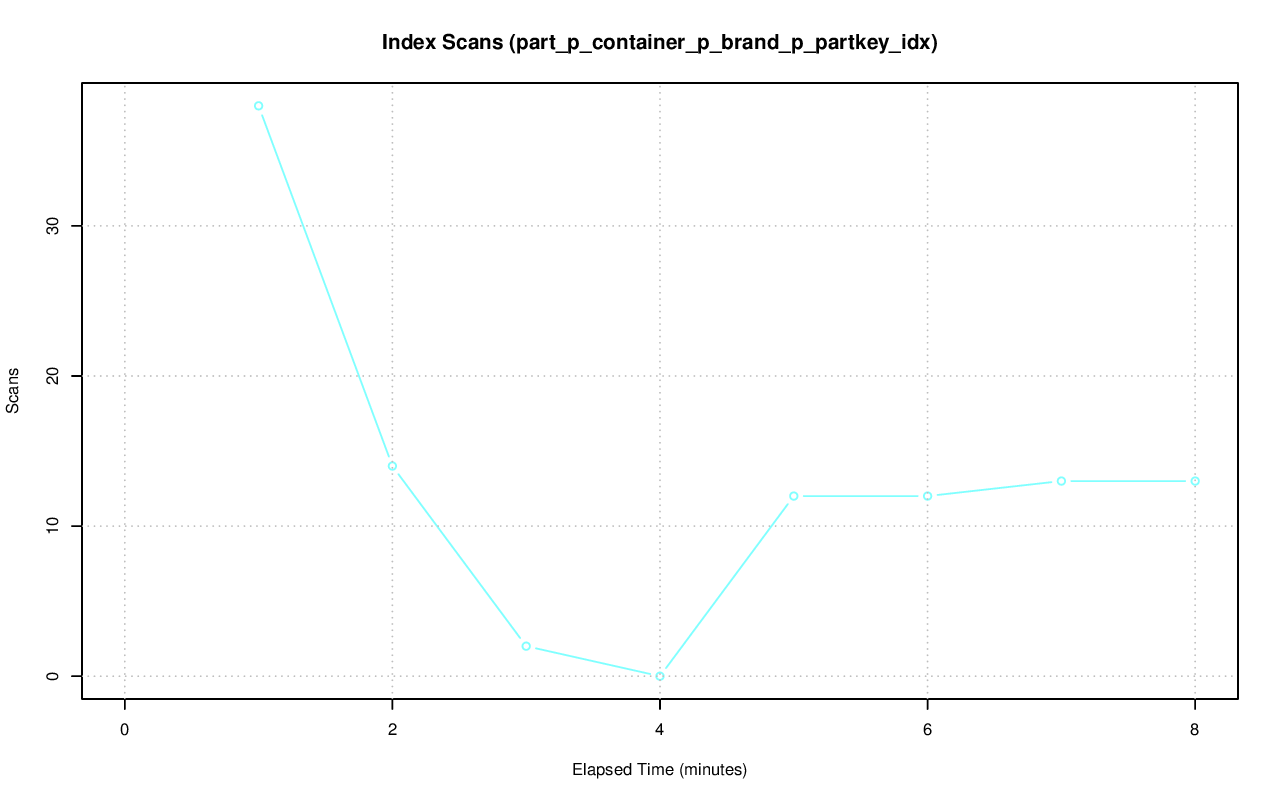 Index Scans (part_p_container_p_brand_p_partkey_idx)
Scans
30
20
10
0
0 2 4 6 8
Elapsed Time (minutes)